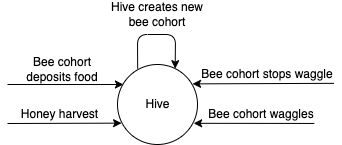 Hive creates new
bee cohort
Bee cohort
deposits food
Bee cohort stops waggle
Hive
Honey harvest
Bee cohort waggles